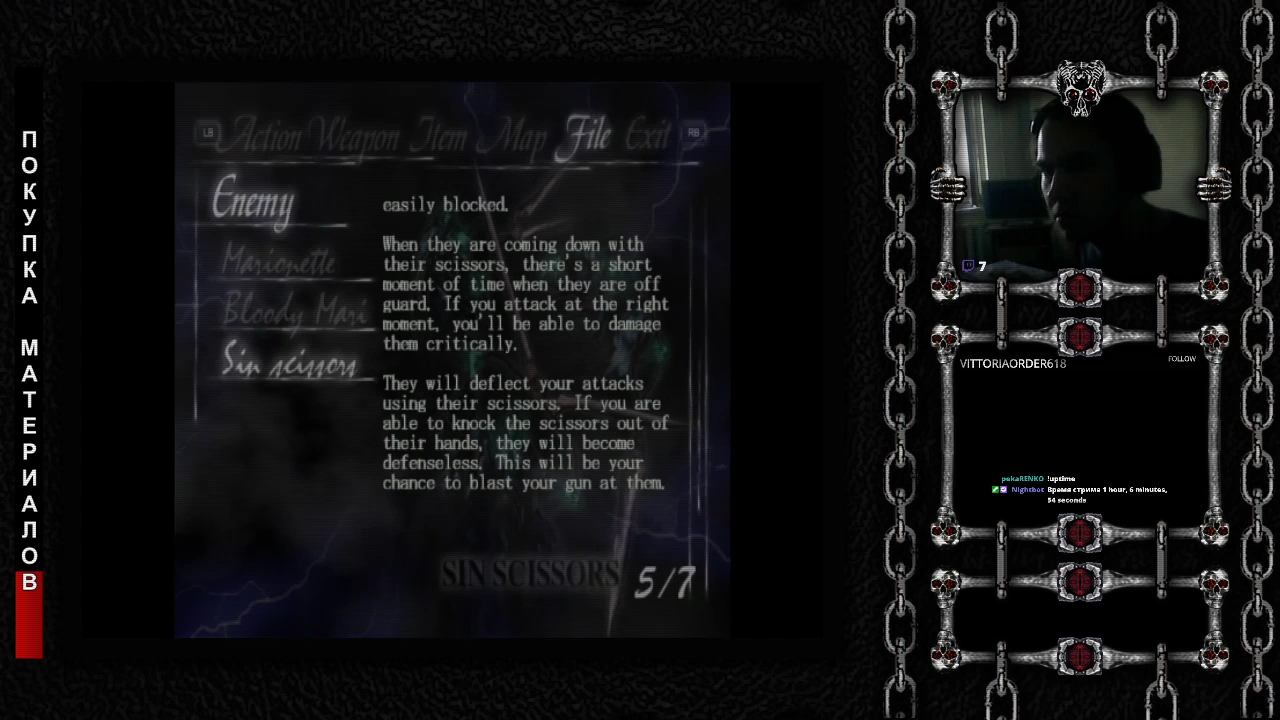 ПОКУПКА МАТЕРИАЛОВ
LB Action Weapon Item Map File Exit RB
Enemy
Marionette
Bloody Mari
Sin scissors
easily blocked.
When they are coming down with
their scissors, there's a short
moment of time when they are off
guard. If you attack at the right
moment, you'll be able to damage
them critically.
They will deflect your attacks
using their scissors. If you are
able to knock the scissors out of
their hands, they will become
defenseless. This will be your
chance to blast your gun at them.
SIN SCISSORS 5/7
7
VITTORIAORDER618 FOLLOW
pekaRENKO !uptime
Nightbot Время стрима 1 hour, 6 minutes,
54 seconds